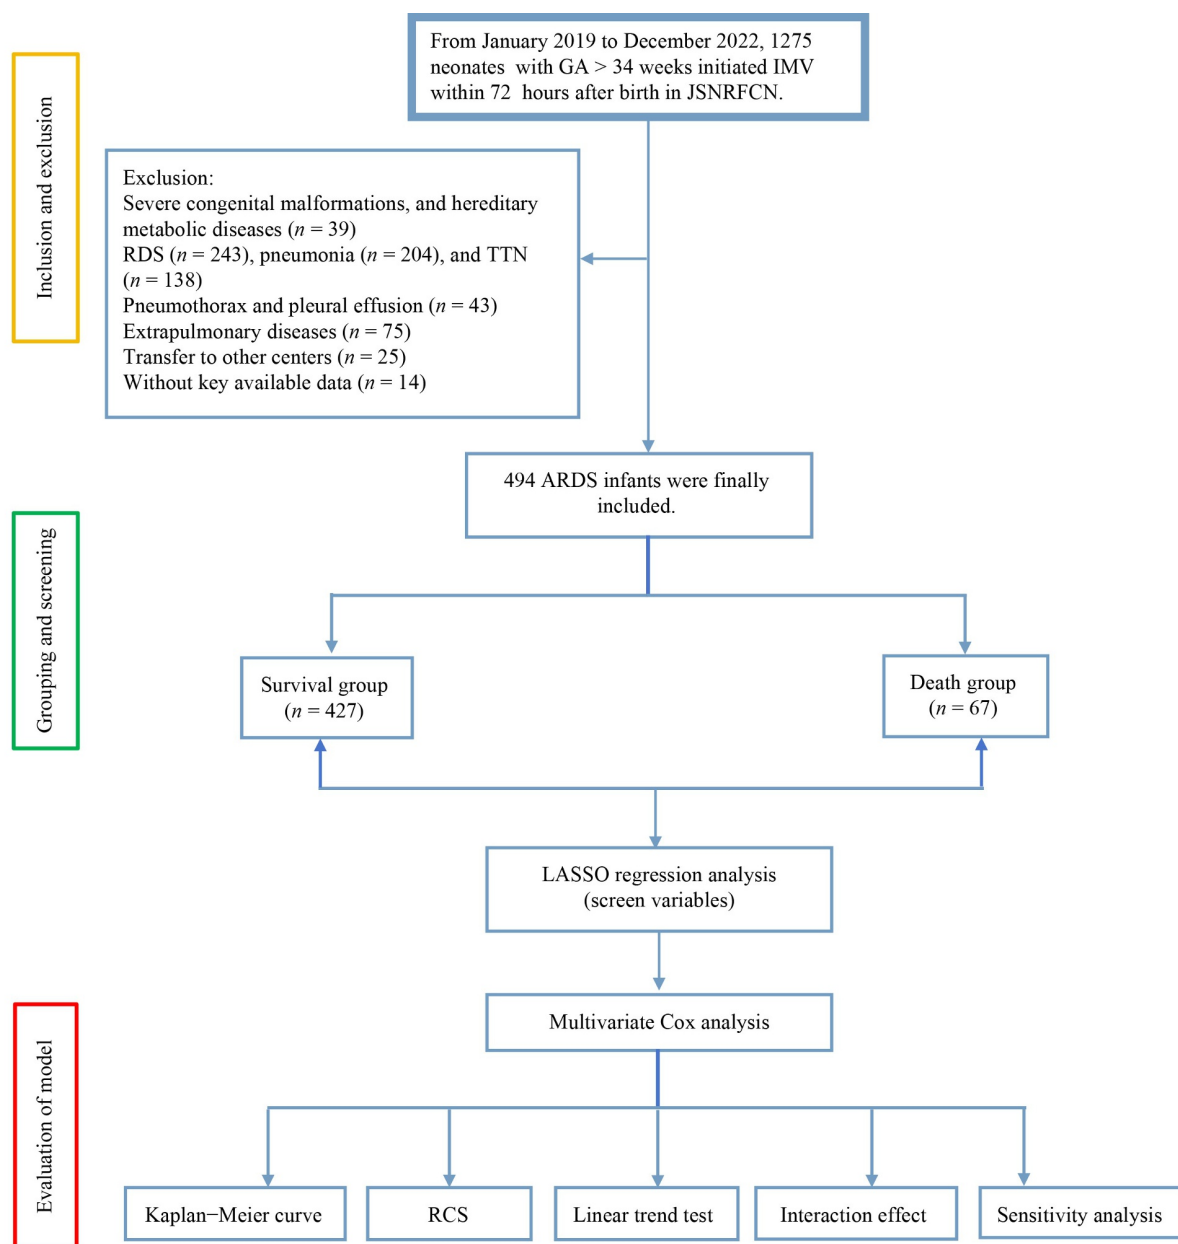 Inclusion and exclusion
From January 2019 to December 2022, 1275
neonates with GA > 34 weeks initiated IMV
within 72 hours after birth in JSNRFCN.
Exclusion:
Severe congenital malformations, and hereditary
metabolic diseases (n = 39)
RDS (n = 243), pneumonia (n = 204), and TTN
(n = 138)
Pneumothorax and pleural effusion (n = 43)
Extrapulmonary diseases (n = 75)
Transfer to other centers (n = 25)
Without key available data (n = 14)
494 ARDS infants were finally
included.
Grouping and screening
Survival group
(n = 427)
Death group
(n = 67)
LASSO regression analysis
(screen variables)
Evaluation of model
Multivariate Cox analysis
Kaplan−Meier curve
RCS
Linear trend test
Interaction effect
Sensitivity analysis